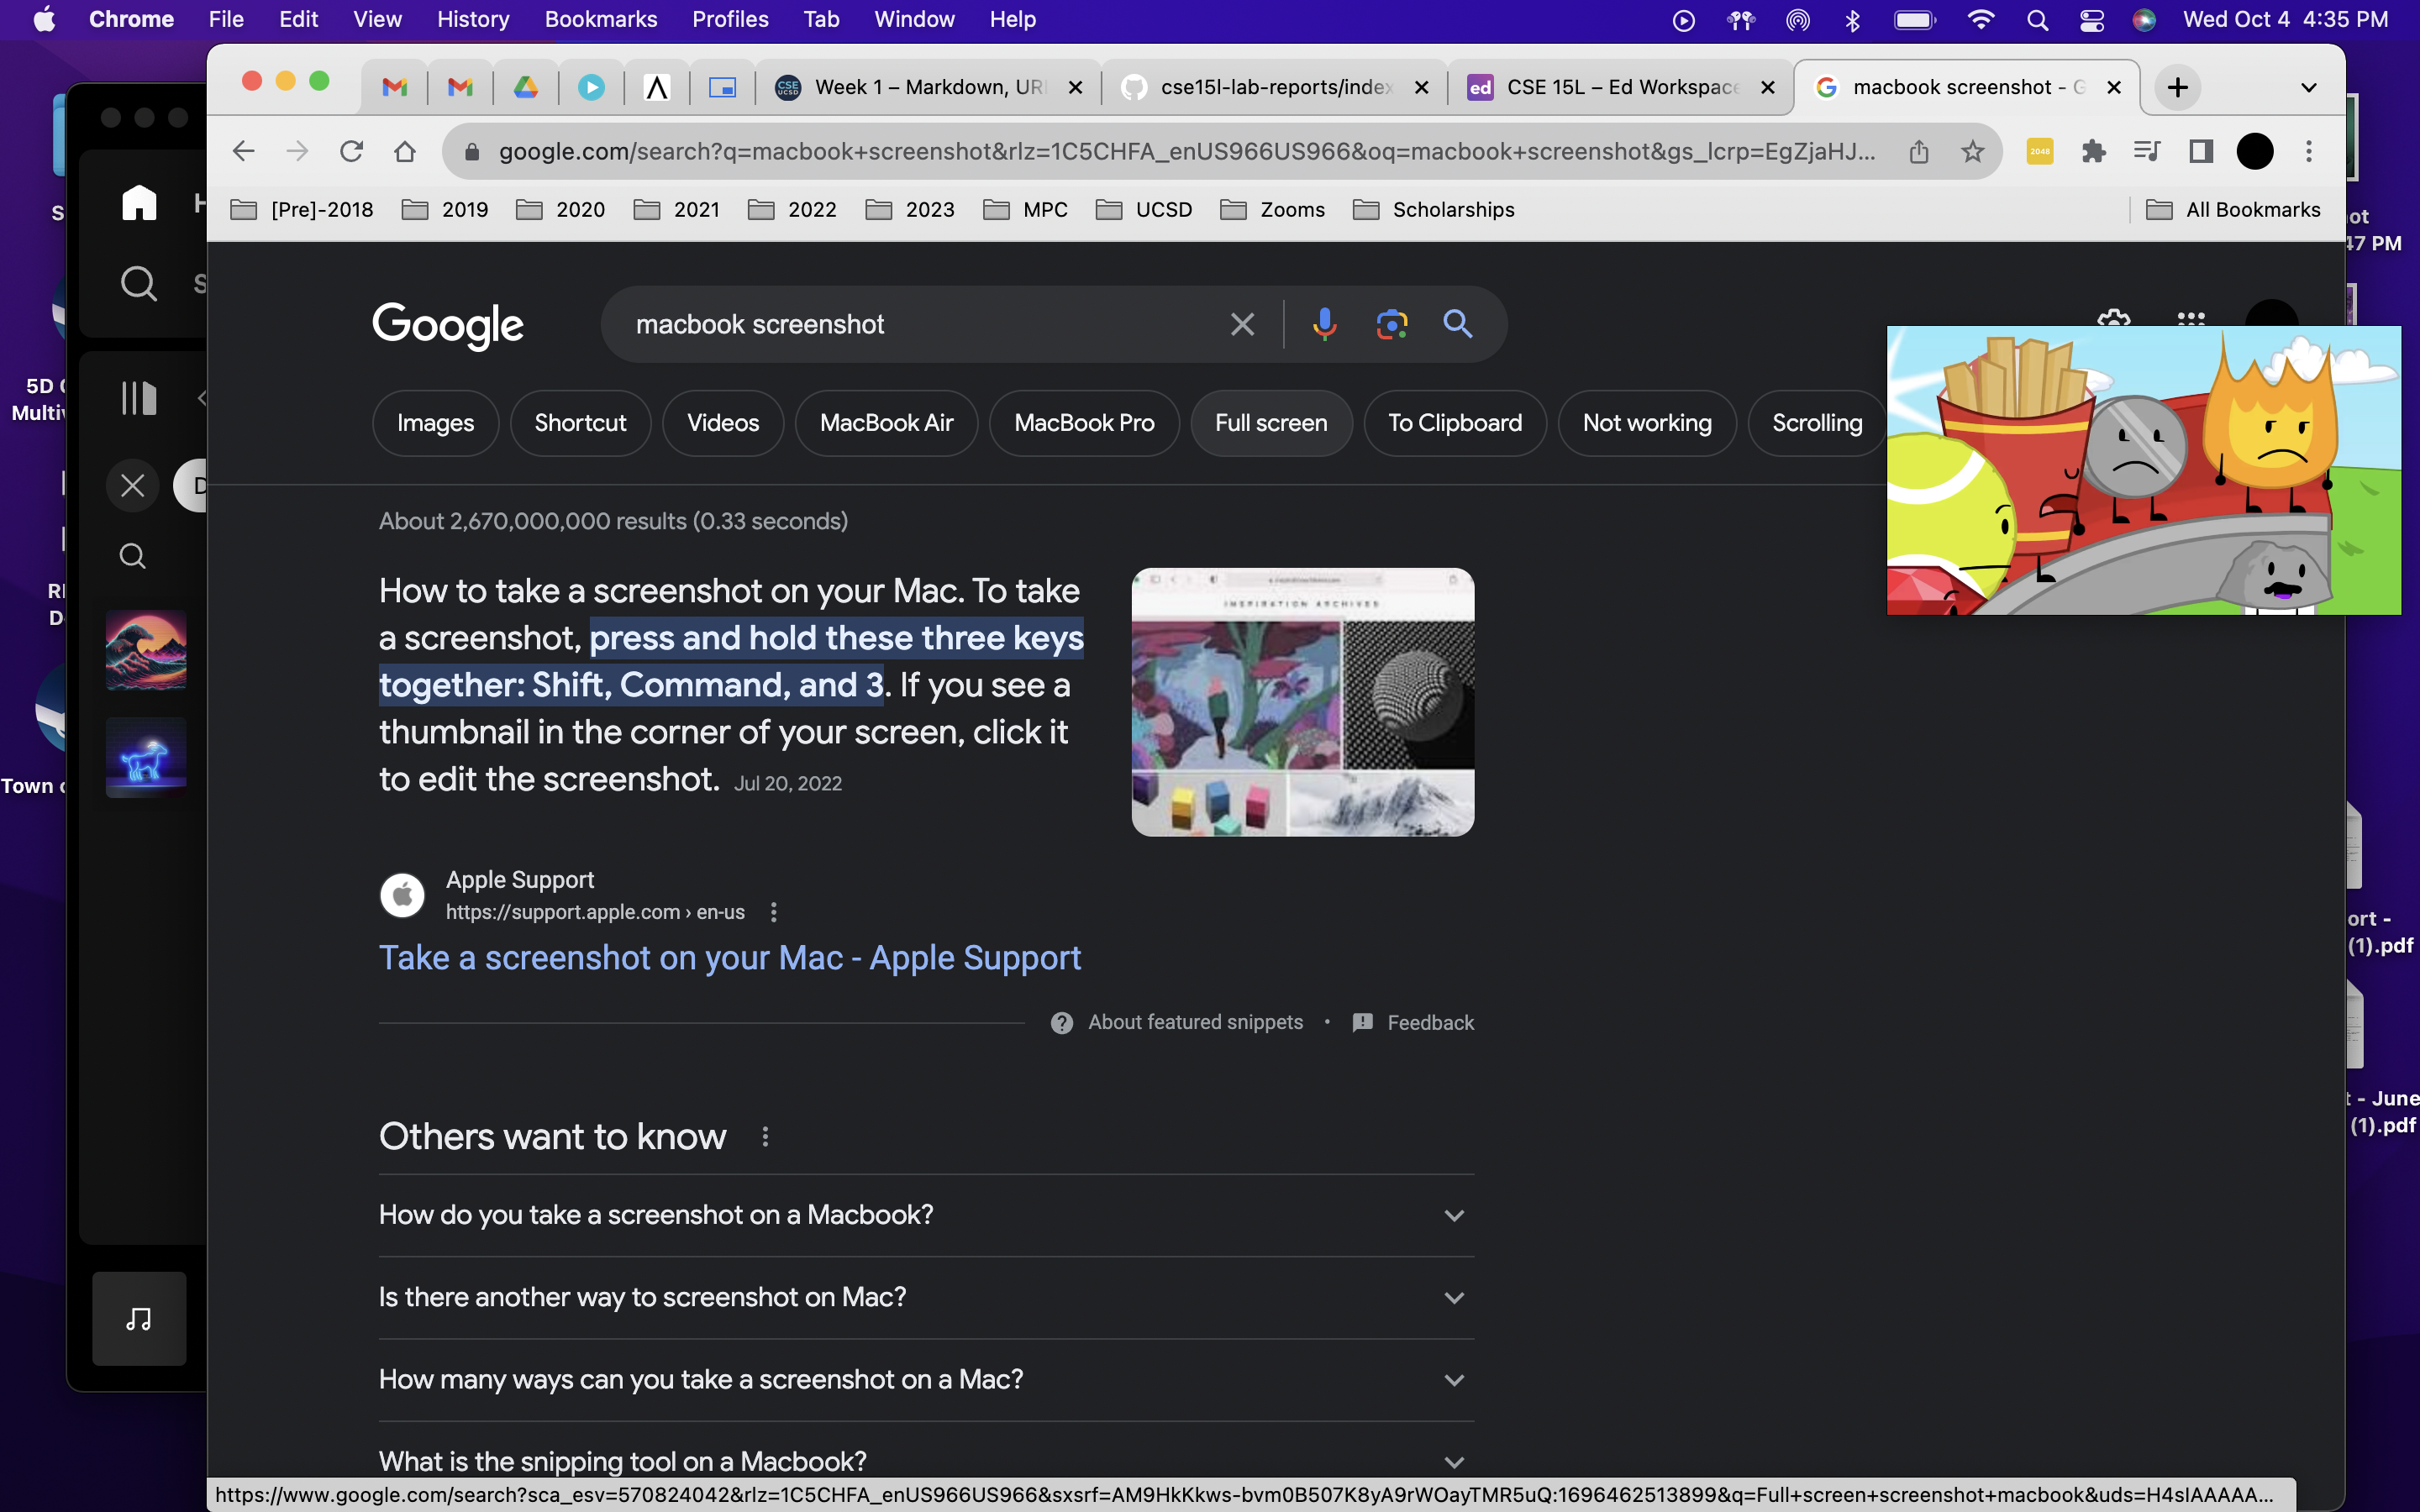 Chrome File Edit View History Bookmarks Profiles Tab Window Help Wed Oct 4 4:35 PM
Week 1 – Markdown, UR cse15l-lab-reports/index ed CSE 15L – Ed Workspace macbook screenshot - G
google.com/search?q=macbook+screenshot&rlz=1C5CHFA_enUS966US966&oq=macbook+screenshot&gs_lcrp=EgZjaHJ... 2048
[Pre]-2018 2019 2020 2021 2022 2023 MPC UCSD Zooms Scholarships All Bookmarks
47 PM
Google macbook screenshot
Images Shortcut Videos MacBook Air MacBook Pro Full screen To Clipboard Not working Scrolling
5D
Multiv
About 2,670,000,000 results (0.33 seconds)
How to take a screenshot on your Mac. To take
a screenshot, press and hold these three keys
together: Shift, Command, and 3. If you see a
thumbnail in the corner of your screen, click it
to edit the screenshot. Jul 20, 2022
INSPIRATION ARCHIVED
Town
Apple Support
https://support.apple.com › en-us
Take a screenshot on your Mac - Apple Support
ort -
(1).pdf
About featured snippets • Feedback
t - June
(1).pdf
Others want to know
How do you take a screenshot on a Macbook?
Is there another way to screenshot on Mac?
How many ways can you take a screenshot on a Mac?
What is the snipping tool on a Macbook?
https://www.google.com/search?sca_esv=570824042&rlz=1C5CHFA_enUS966US966&sxsrf=AM9HkKkws-bvm0B507K8yA9rWOayTMR5uQ:1696462513899&q=Full+screen+screenshot+macbook&uds=H4sIAAAAA...